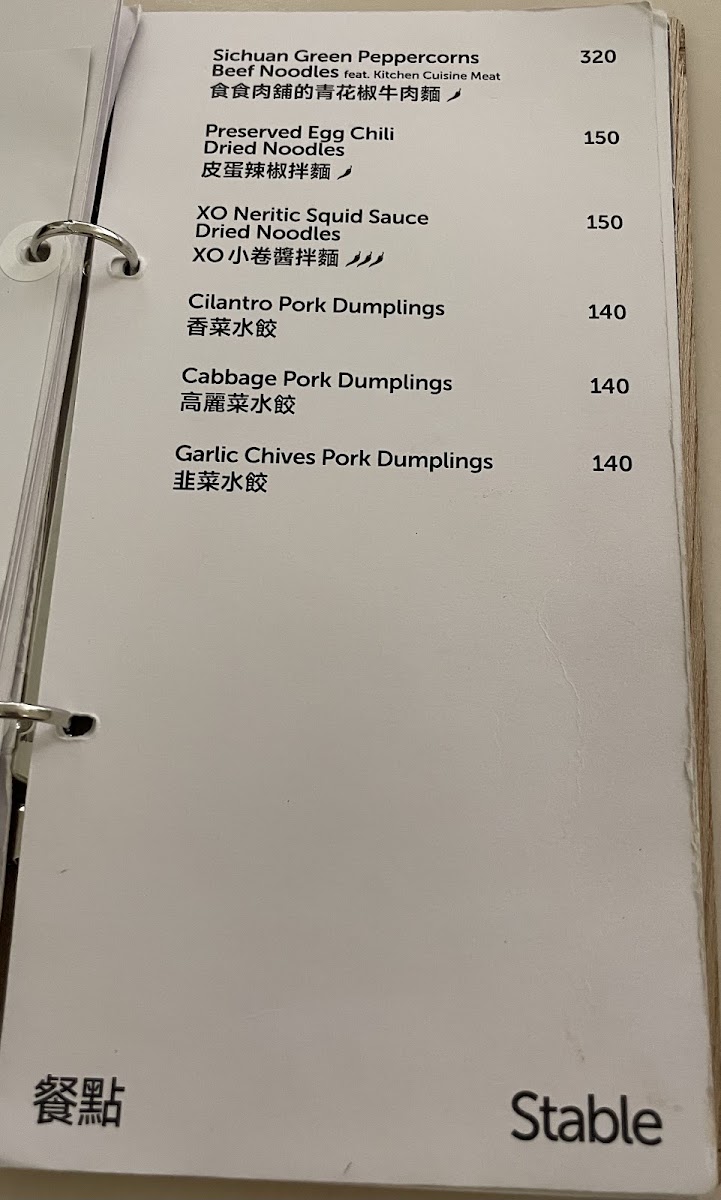 Sichuan Green Peppercorns 320
Beef Noodles feat. Kitchen Cuisine Meat
食食肉舖的青花椒牛肉麵
Preserved Egg Chili 150
Dried Noodles
皮蛋辣椒拌麵
XO Neritic Squid Sauce 150
Dried Noodles
XO 小卷醬拌麵
Cilantro Pork Dumplings 140
香菜水餃
Cabbage Pork Dumplings 140
高麗菜水餃
Garlic Chives Pork Dumplings 140
韭菜水餃
餐點 Stable